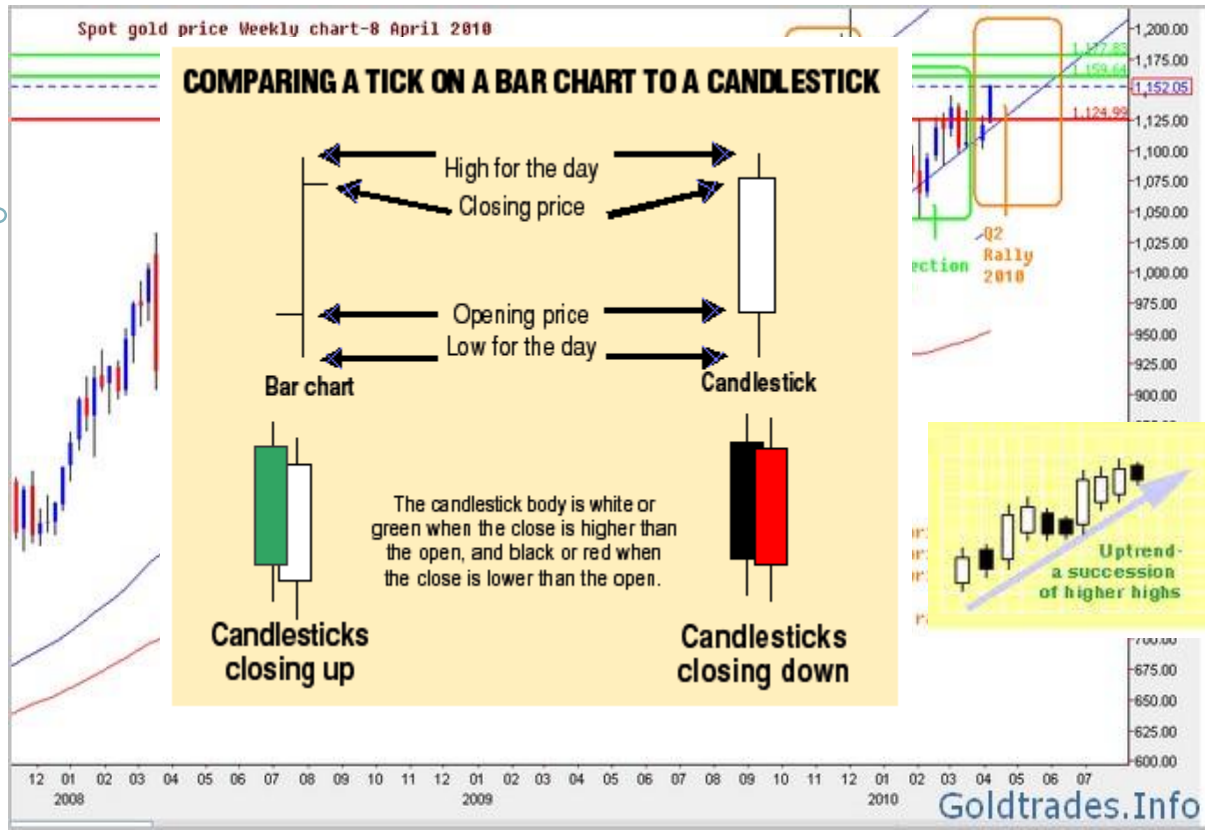 Spot gold price Weekly chart-8 April 2010
COMPARING A TICK ON A BAR CHART TO A CANDLESTICK
High for the day
Closing price
Opening price
Low for the day
Bar chart
Candlestick
The candlestick body is white or
green when the close is higher than
the open, and black or red when
the close is lower than the open.
Candlesticks
closing up
Candlesticks
closing down
1,177.83
1,159.64
1,152.05
1,124.99
1,200.00
1,175.00
1,125.00
1,100.00
1,075.00
1,050.00
1,025.00
1,000.00
975.00
950.00
925.00
900.00
700.00
675.00
650.00
625.00
600.00
Q2
Rally
2010
Uptrend-
a succession
of higher highs
12 01 02 03 04 05 06 07 08 09 10 11 12 01 02 03 04 05 06 07 08 09 10 11 12 01 02 03 04 05 06 07
2008 2009 2010
Goldtrades.Info